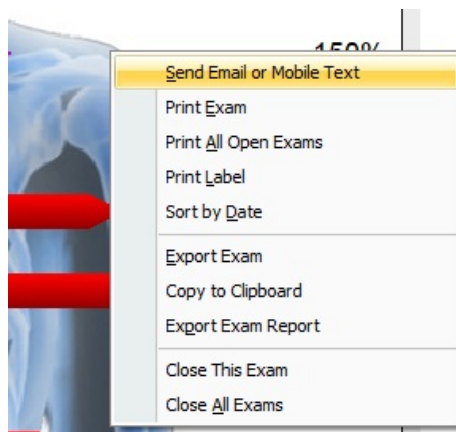 150%
Send Email or Mobile Text
Print Exam
Print All Open Exams
Print Label
Sort by Date
Export Exam
Copy to Clipboard
Export Exam Report
Close This Exam
Close All Exams